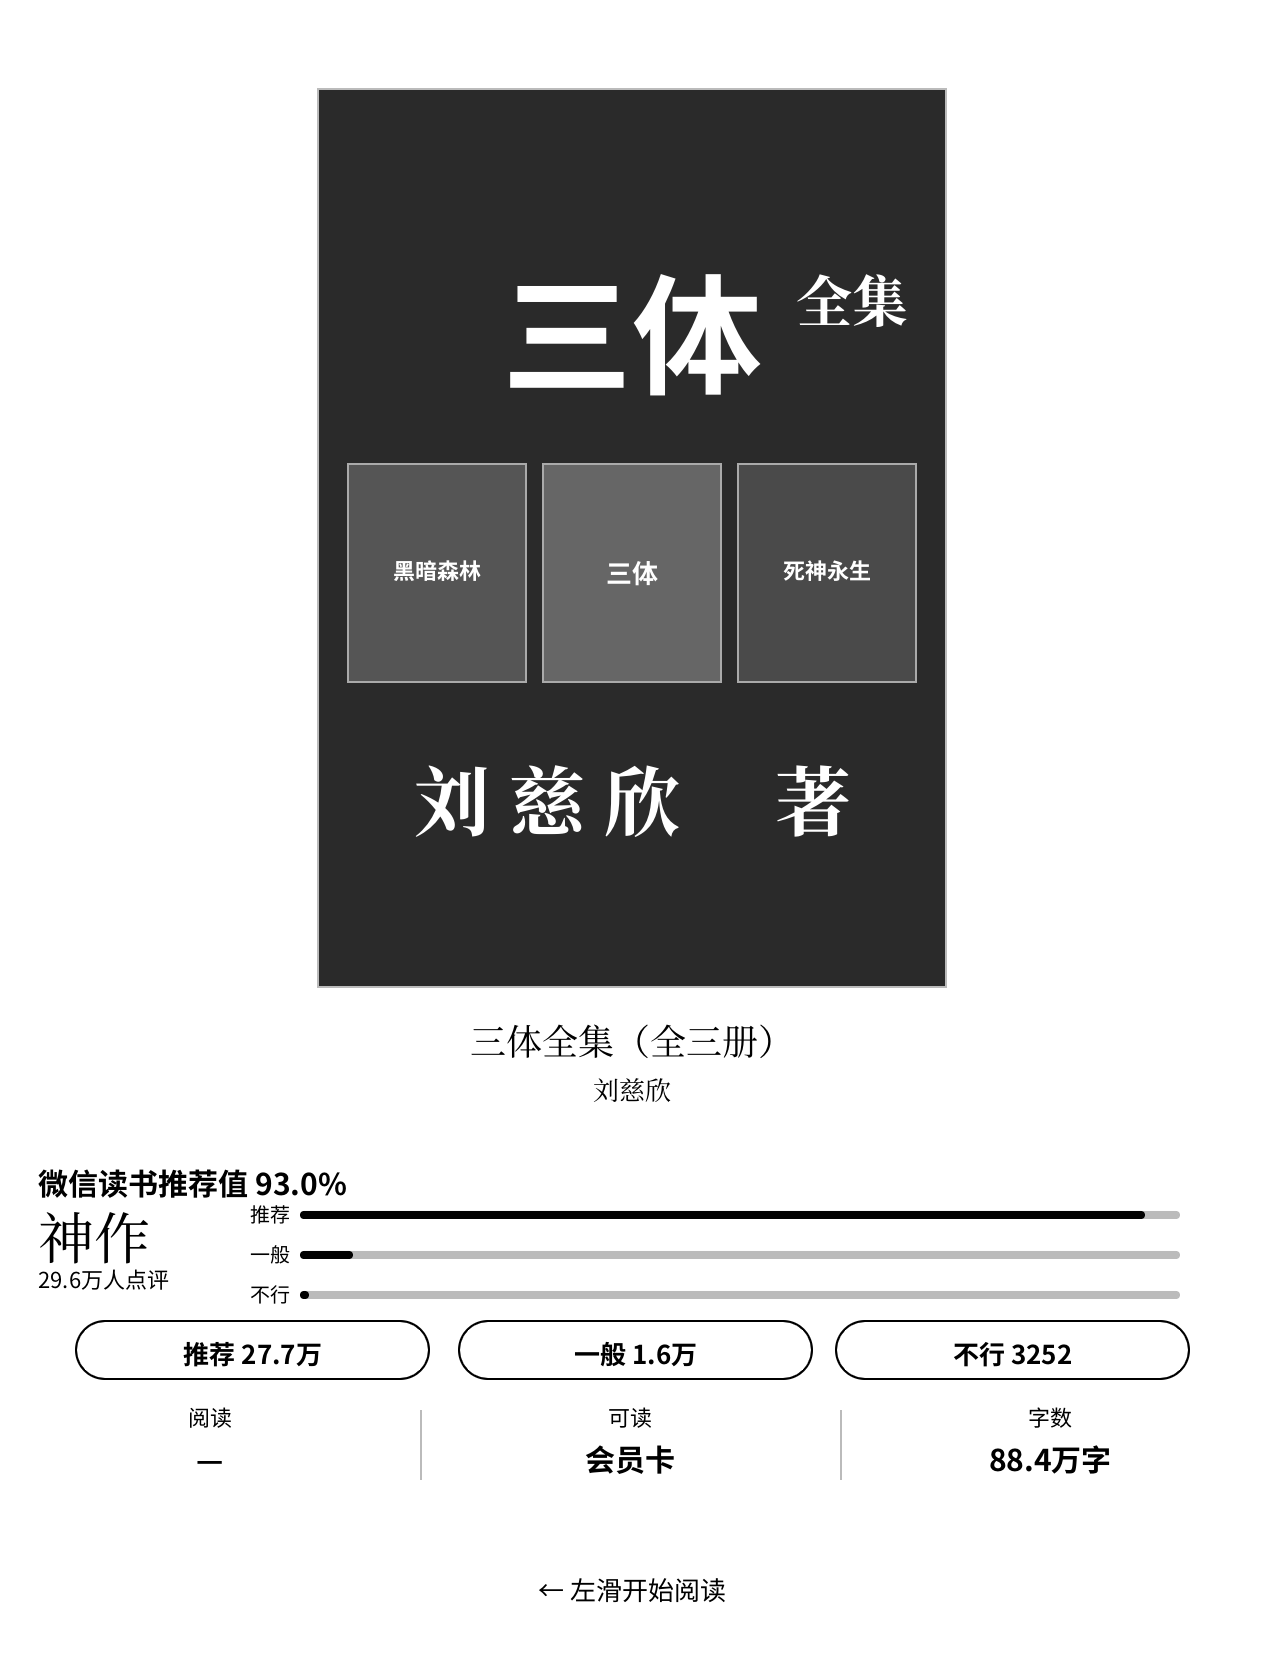 三体 全集
黑暗森林 三体 死神永生
刘慈欣 著
三体全集（全三册）
刘慈欣
微信读书推荐值 93.0%
神作
29.6万人点评
推荐
一般
不行
推荐 27.7万 一般 1.6万 不行 3252
阅读 可读 字数
— 会员卡 88.4万字
← 左滑开始阅读